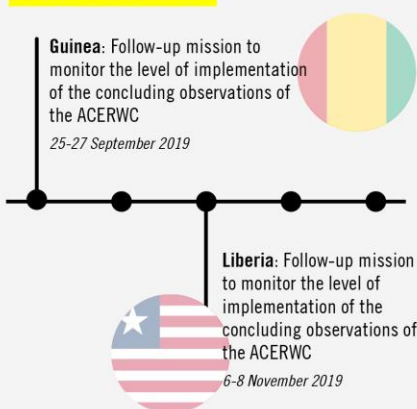 Guinea: Follow-up mission to
monitor the level of implementation
of the concluding observations of
the ACERWC
25-27 September 2019
Liberia: Follow-up mission
to monitor the level of
implementation of the
concluding observations of
the ACERWC
6-8 November 2019